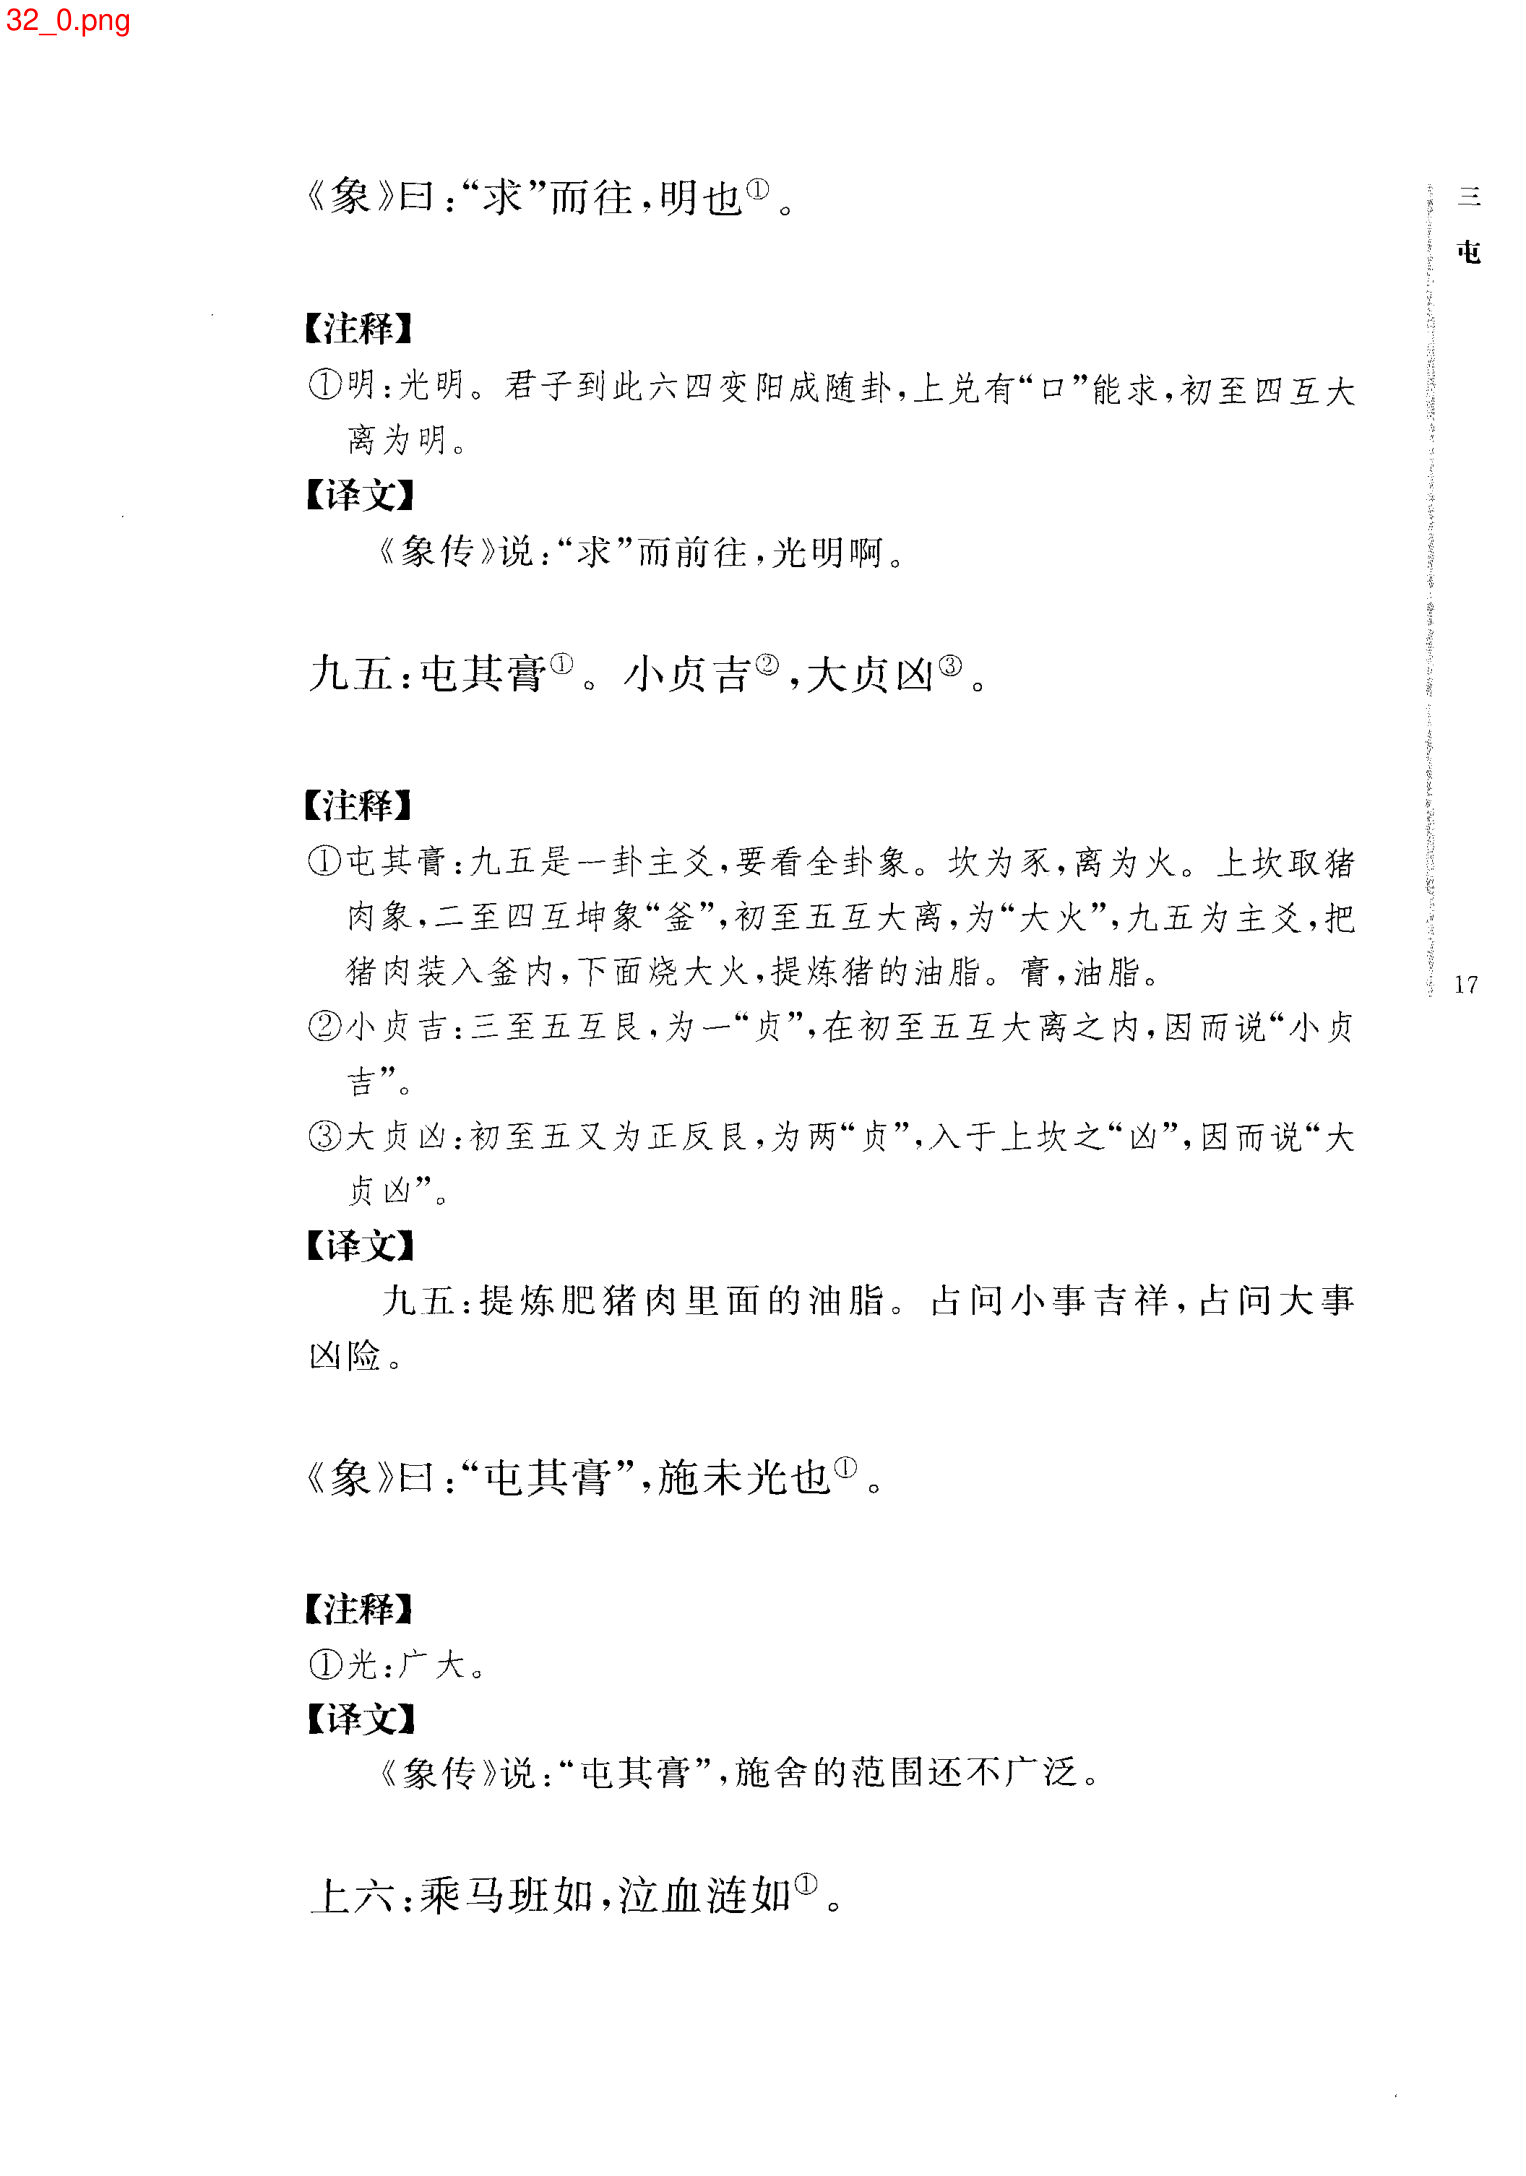 32_0.png
《象》曰：“求”而往，明也①。
三 屯
【注释】
①明：光明。君子到此六四变阳成随卦，上兑有“口”能求，初至四互大
离为明。
【译文】
《象传》说：“求”而前往，光明啊。
九五：屯其膏①。小贞吉②，大贞凶③。
【注释】
①屯其膏：九五是一卦主爻，要看全卦象。坎为豕，离为火。上坎取猪
肉象，二至四互坤象“釜”，初至五互大离，为“大火”，九五为主爻，把
猪肉装入釜内，下面烧大火，提炼猪的油脂。膏，油脂。
17
②小贞吉：三至五互艮，为一“贞”，在初至五互大离之内，因而说“小贞
吉”。
③大贞凶：初至五又为正反艮，为两“贞”，入于上坎之“凶”，因而说“大
贞凶”。
【译文】
九五：提炼肥猪肉里面的油脂。占问小事吉祥，占问大事
凶险。
《象》曰：“屯其膏”，施未光也①。
【注释】
①光：广大。
【译文】
《象传》说：“屯其膏”，施舍的范围还不广泛。
上六：乘马班如，泣血涟如①。